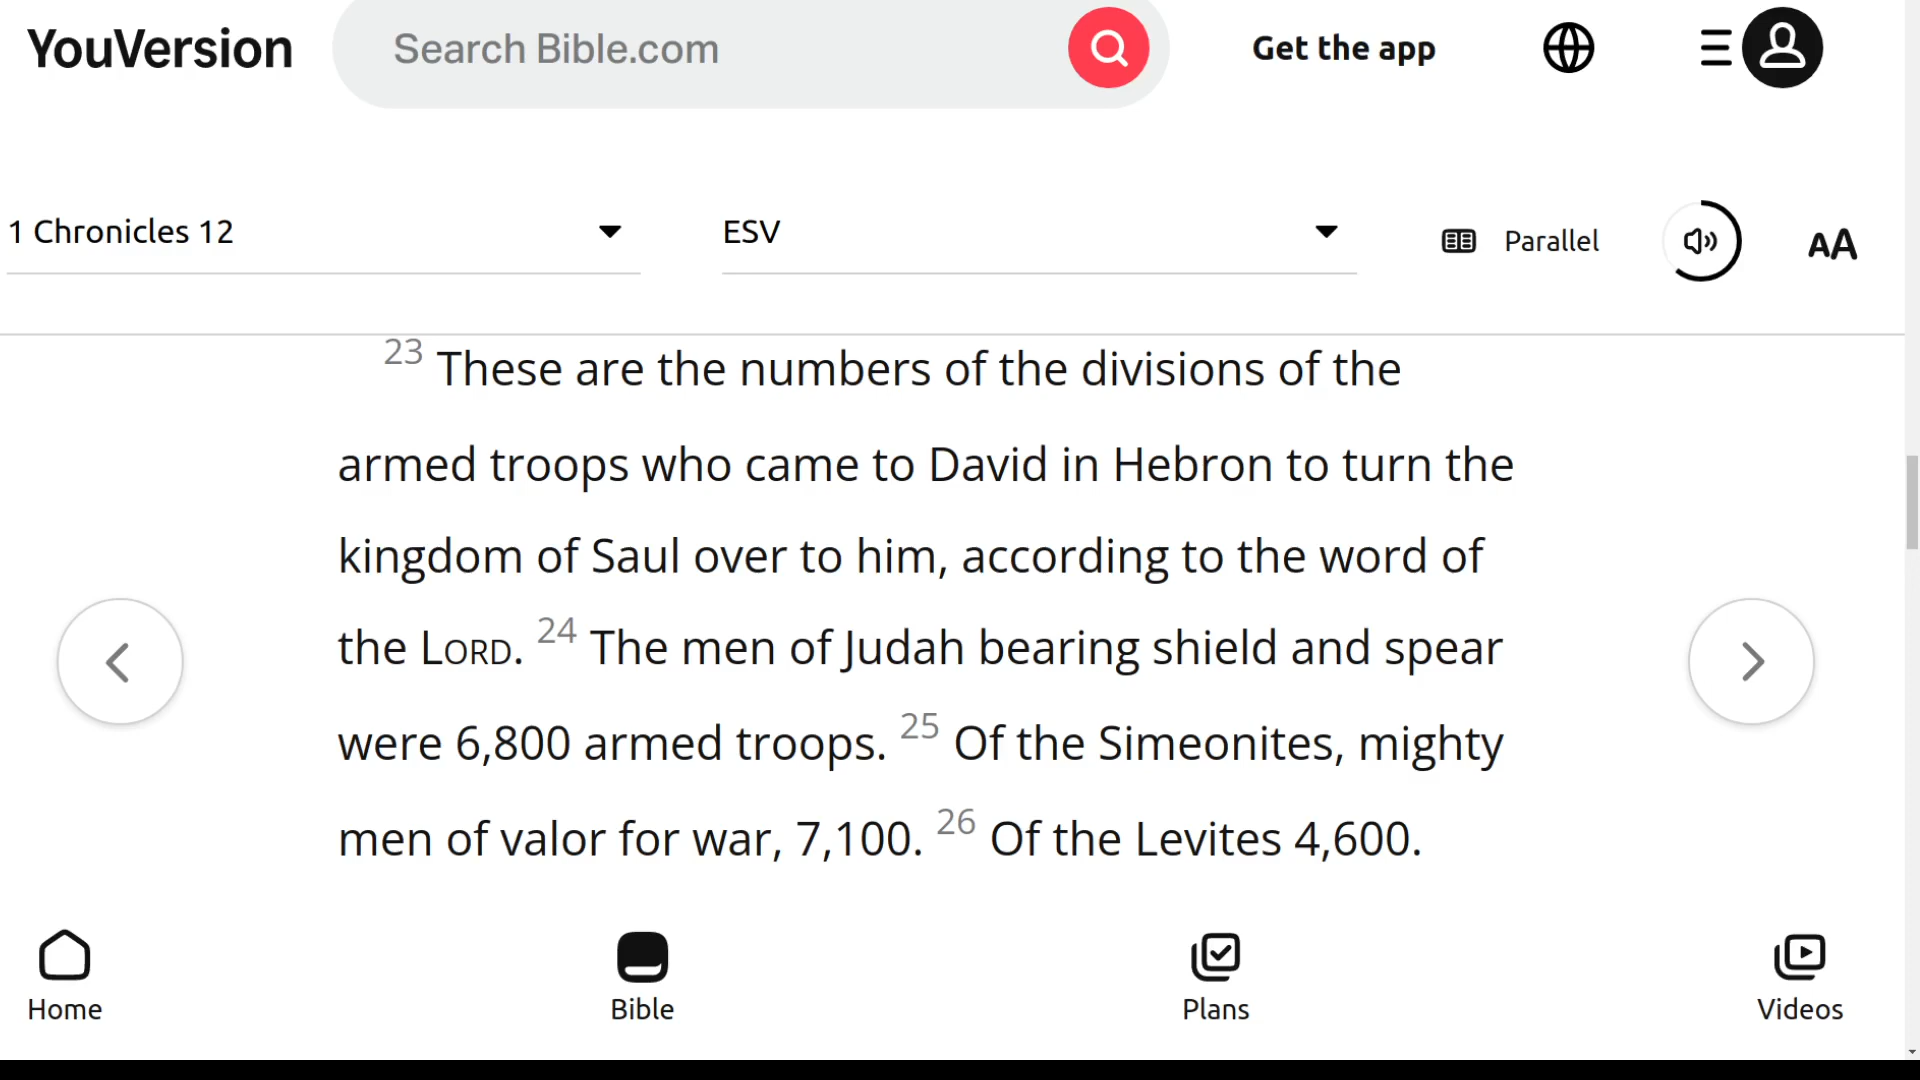 YouVersion
Search Bible.com
Get the app
1 Chronicles 12
ESV
Parallel
AA
23 These are the numbers of the divisions of the
armed troops who came to David in Hebron to turn the
kingdom of Saul over to him, according to the word of
the LORD. 24 The men of Judah bearing shield and spear
were 6,800 armed troops. 25 Of the Simeonites, mighty
men of valor for war, 7,100. 26 Of the Levites 4,600.
Home
Bible
Plans
Videos